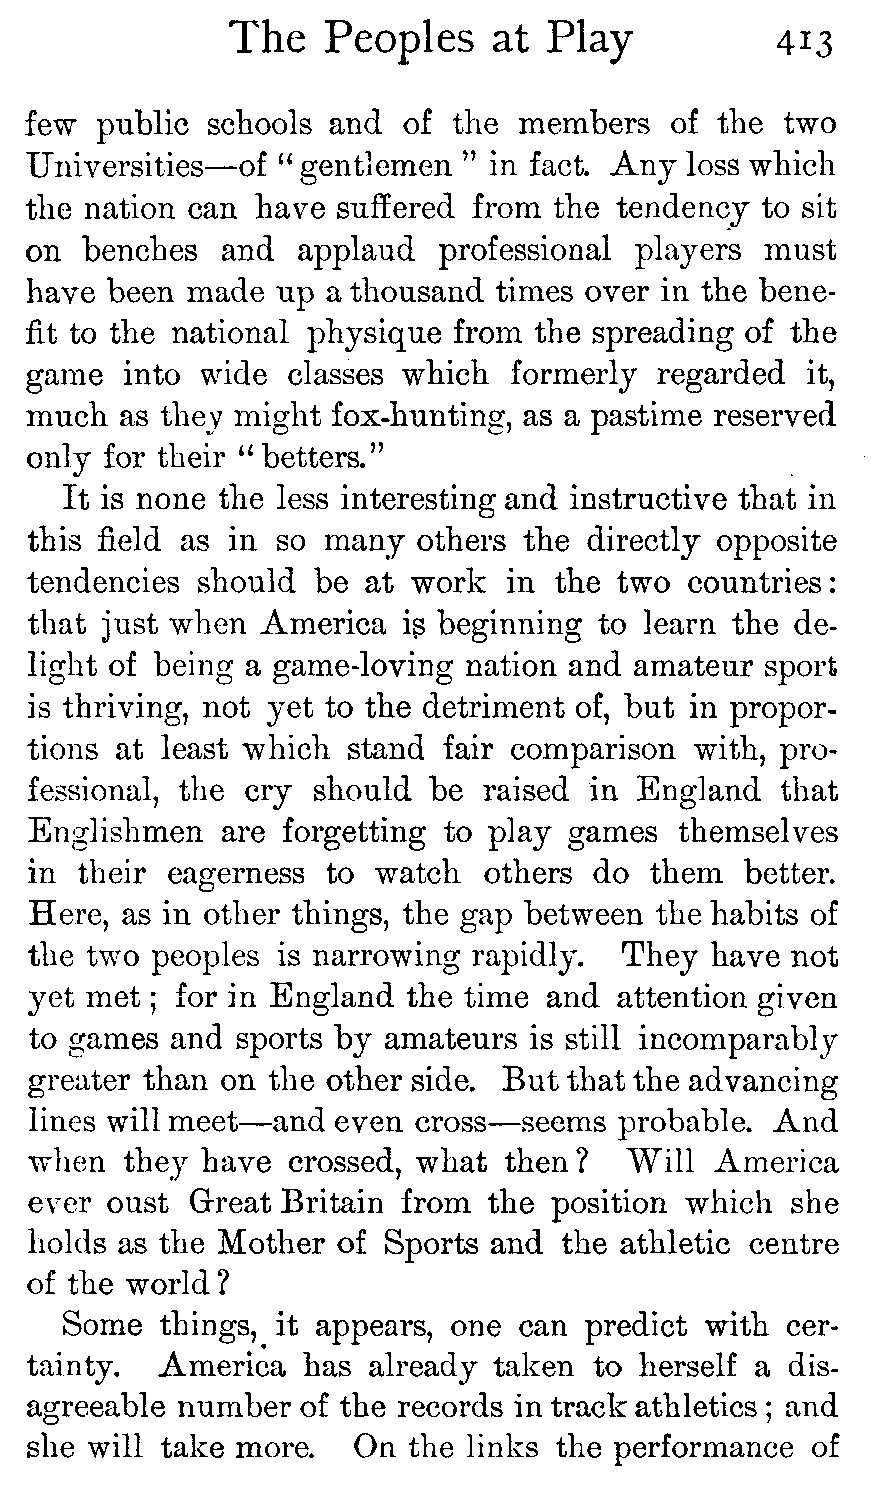 The Peoples at Play 413
few public schools and of the members of the two
Universities—of "gentlemen" in fact. Any loss which
the nation can have suffered from the tendency to sit
on benches and applaud professional players must
have been made up a thousand times over in the bene-
fit to the national physique from the spreading of the
game into wide classes which formerly regarded it,
much as they might fox-hunting, as a pastime reserved
only for their "betters."
It is none the less interesting and instructive that in
this field as in so many others the directly opposite
tendencies should be at work in the two countries:
that just when America is beginning to learn the de-
light of being a game-loving nation and amateur sport
is thriving, not yet to the detriment of, but in propor-
tions at least which stand fair comparison with, pro-
fessional, the cry should be raised in England that
Englishmen are forgetting to play games themselves
in their eagerness to watch others do them better.
Here, as in other things, the gap between the habits of
the two peoples is narrowing rapidly. They have not
yet met; for in England the time and attention given
to games and sports by amateurs is still incomparably
greater than on the other side. But that the advancing
lines will meet—and even cross—seems probable. And
when they have crossed, what then? Will America
ever oust Great Britain from the position which she
holds as the Mother of Sports and the athletic centre
of the world?
Some things, it appears, one can predict with cer-
tainty. America has already taken to herself a dis-
agreeable number of the records in track athletics; and
she will take more. On the links the performance of